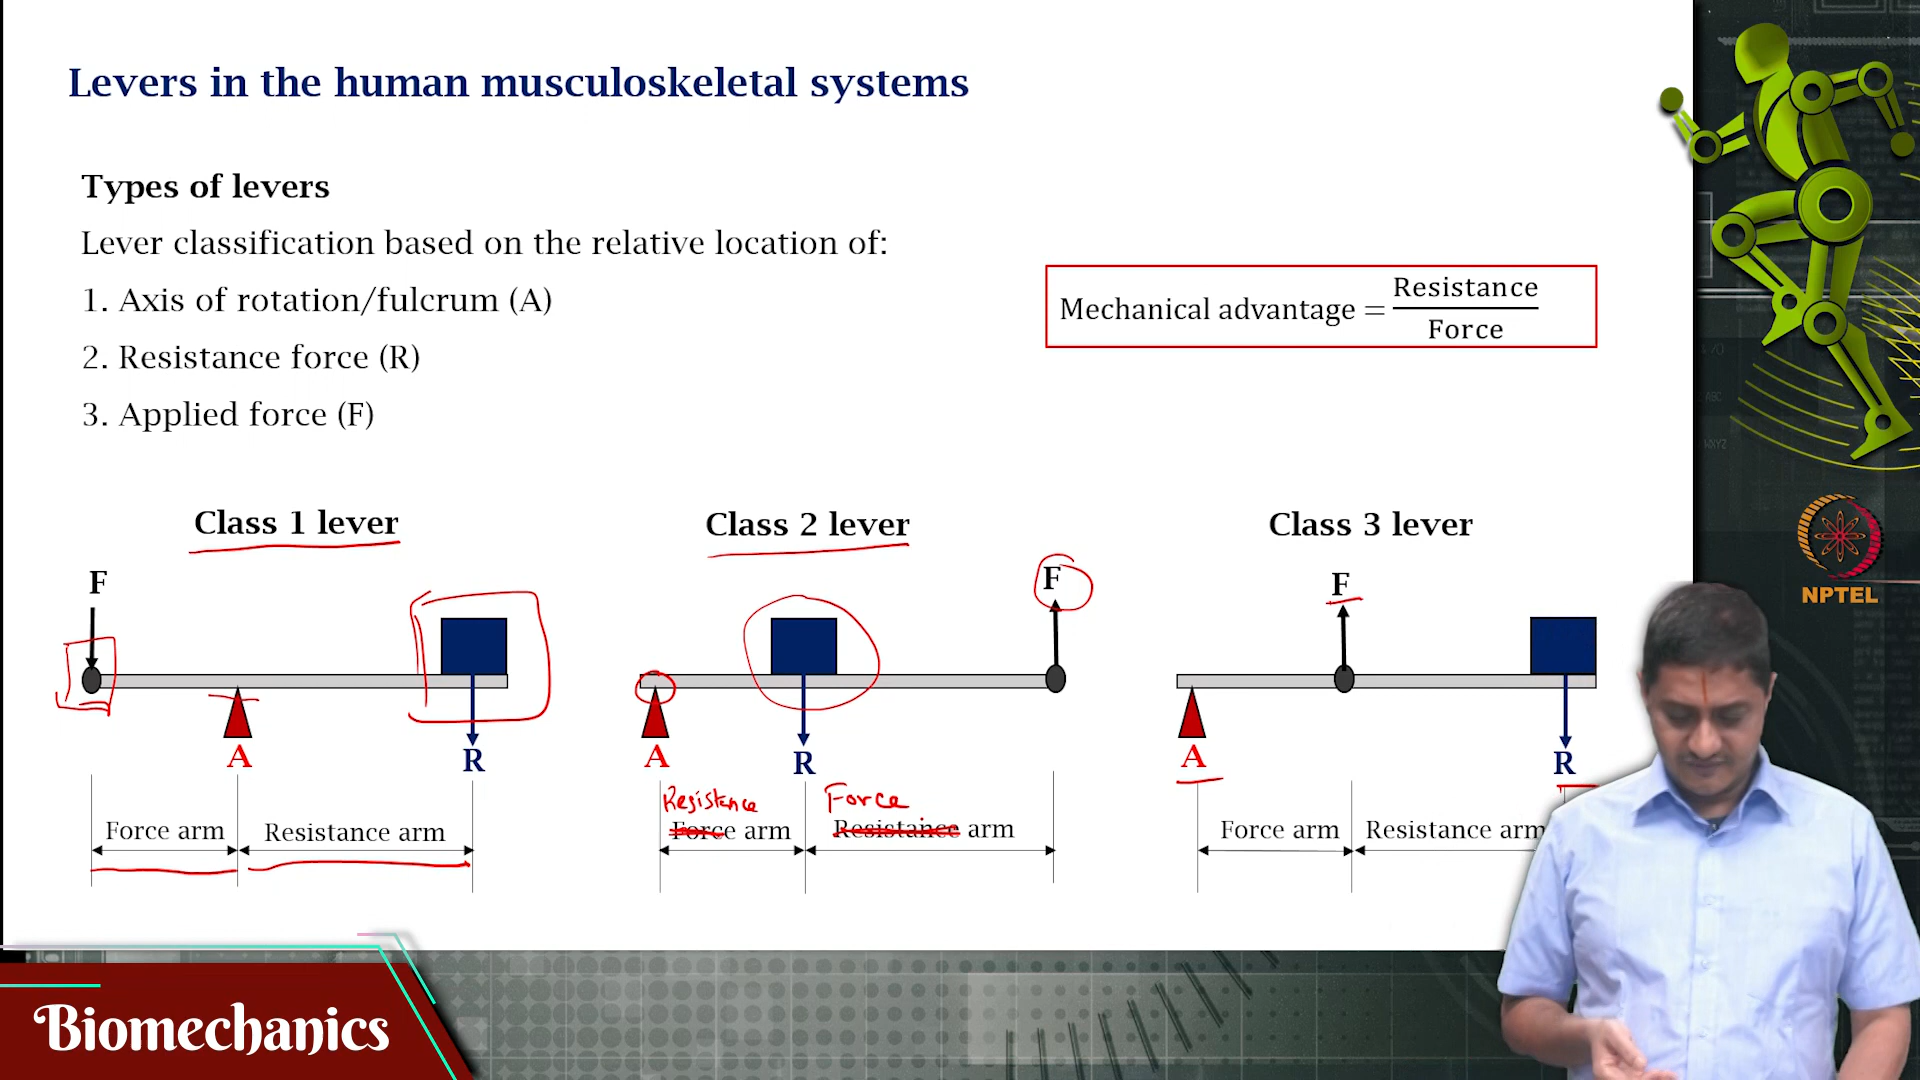 Levers in the human musculoskeletal systems
Types of levers
Lever classification based on the relative location of:
1. Axis of rotation/fulcrum (A)
2. Resistance force (R)
3. Applied force (F)
Mechanical advantage = Resistance
Force
Class 1 lever
Class 2 lever
Class 3 lever
F
F
F
A
R
A
R
A
R
Resistance
Force
Force arm
Resistance arm
Force arm
Resistance arm
Force arm
Resistance arm
NPTEL
Biomechanics